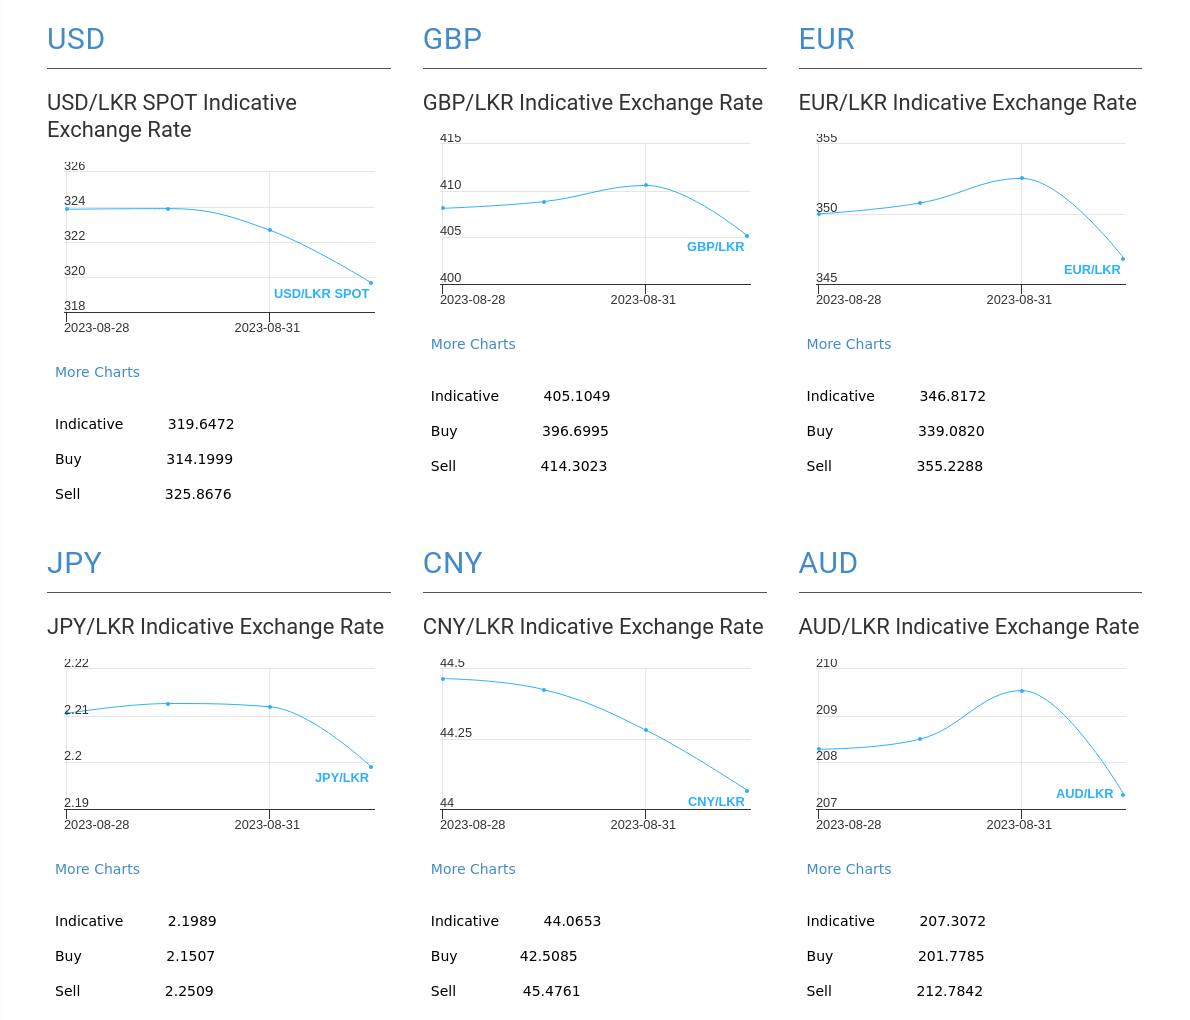 USD
USD/LKR SPOT Indicative
Exchange Rate
326
324
322
320
318
USD/LKR SPOT
2023-08-28 2023-08-31
More Charts
Indicative 319.6472
Buy 314.1999
Sell 325.8676
GBP
GBP/LKR Indicative Exchange Rate
415
410
405
400
GBP/LKR
2023-08-28 2023-08-31
More Charts
Indicative 405.1049
Buy 396.6995
Sell 414.3023
EUR
EUR/LKR Indicative Exchange Rate
355
350
345
EUR/LKR
2023-08-28 2023-08-31
More Charts
Indicative 346.8172
Buy 339.0820
Sell 355.2288
JPY
JPY/LKR Indicative Exchange Rate
2.22
2.21
2.2
2.19
JPY/LKR
2023-08-28 2023-08-31
More Charts
Indicative 2.1989
Buy 2.1507
Sell 2.2509
CNY
CNY/LKR Indicative Exchange Rate
44.5
44.25
44
CNY/LKR
2023-08-28 2023-08-31
More Charts
Indicative 44.0653
Buy 42.5085
Sell 45.4761
AUD
AUD/LKR Indicative Exchange Rate
210
209
208
207
AUD/LKR
2023-08-28 2023-08-31
More Charts
Indicative 207.3072
Buy 201.7785
Sell 212.7842